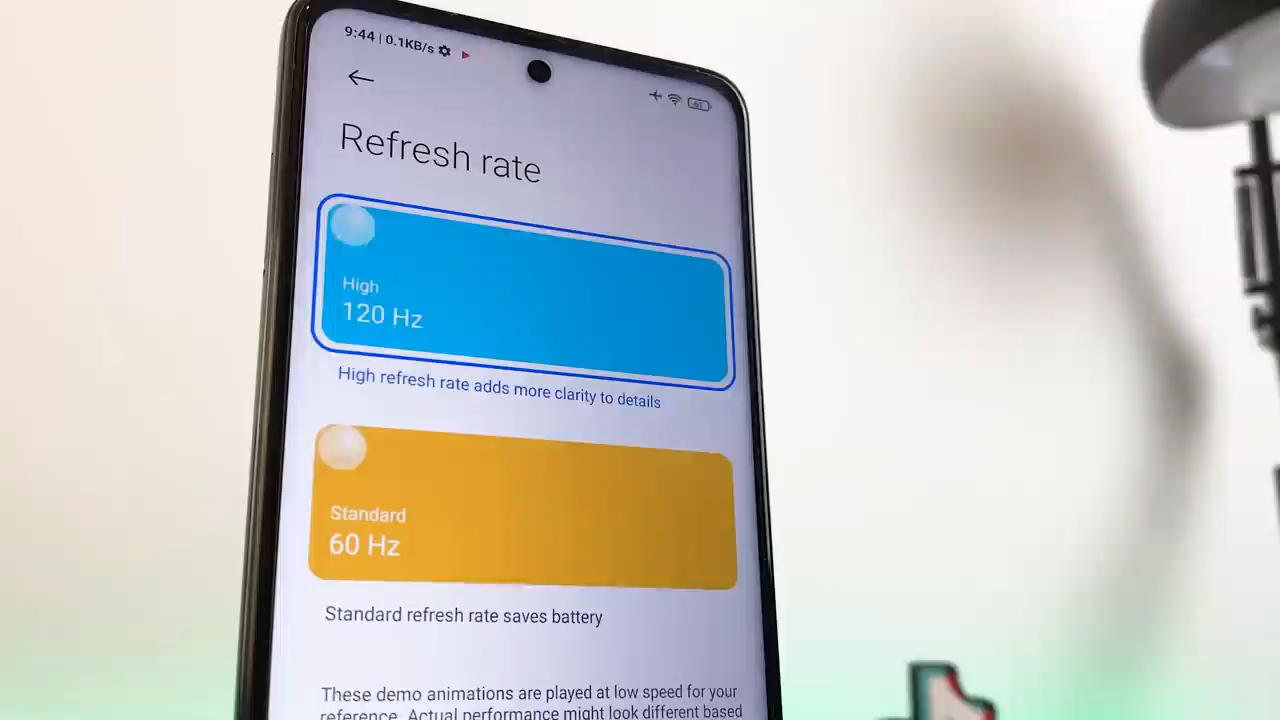 9:44 | 0.1KB/s
61
Refresh rate
High
120 Hz
High refresh rate adds more clarity to details
Standard
60 Hz
Standard refresh rate saves battery
These demo animations are played at low speed for your
reference. Actual performance might look different based